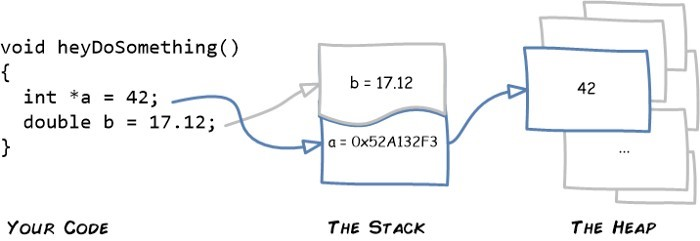 void heyDoSomething()
{
int *a = 42;
double b = 17.12;
}
b = 17.12
a = 0x52A132F3
42
...
YOUR CODE
THE STACK
THE HEAP